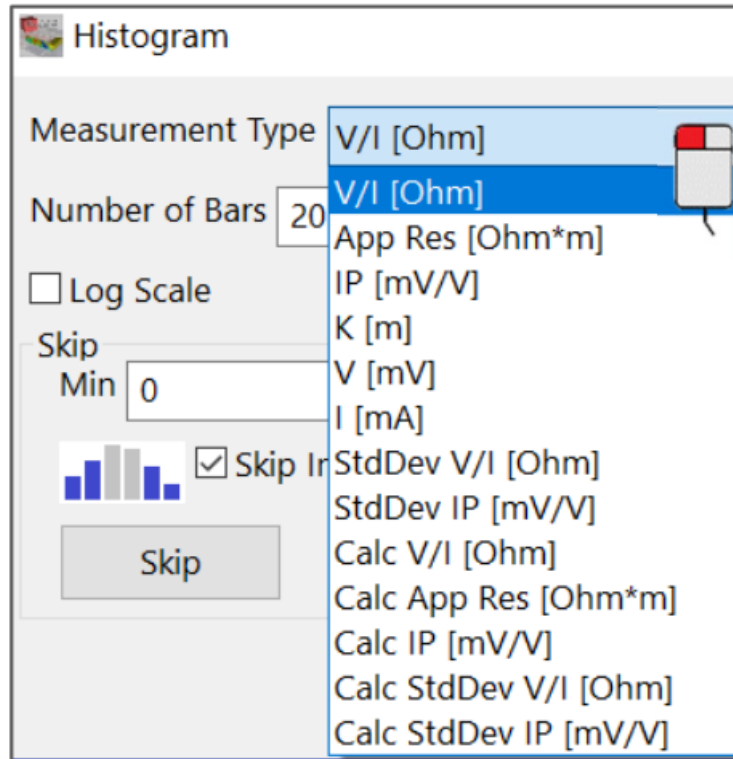 Histogram
Measurement Type V/I [Ohm]
V/I [Ohm]
Number of Bars 20
App Res [Ohm*m]
Log Scale
IP [mV/V]
K [m]
Skip
Min 0
V [mV]
I [mA]
Skip
StdDev V/I [Ohm]
StdDev IP [mV/V]
Skip
Calc V/I [Ohm]
Calc App Res [Ohm*m]
Calc IP [mV/V]
Calc StdDev V/I [Ohm]
Calc StdDev IP [mV/V]